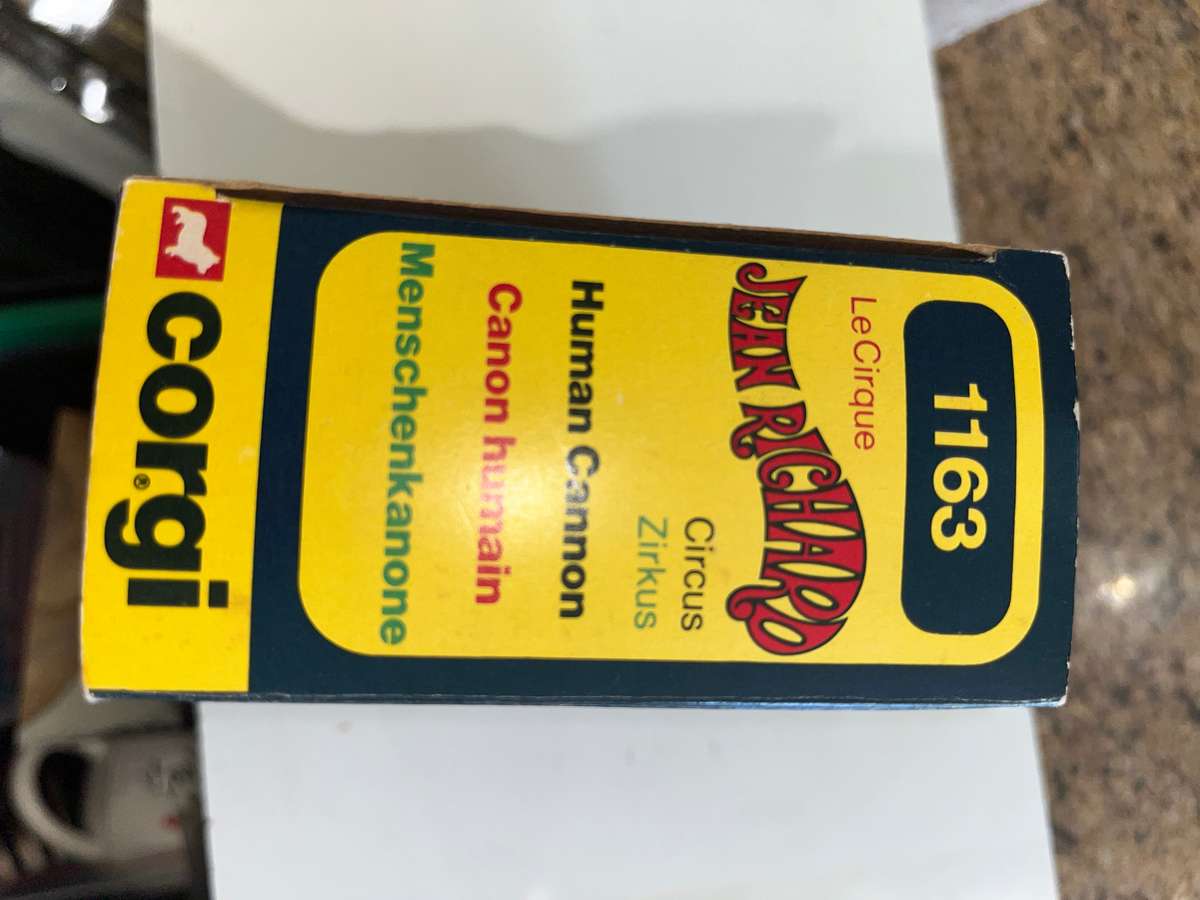 1163
Le Cirque
JEAN RICHARD
Circus
Zirkus
Human Cannon
Canon humain
Menschenkanone
corgi®